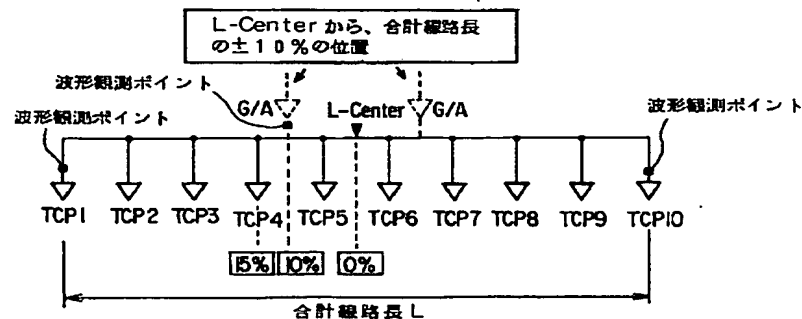 L-Centerから、合計線路長
の±10%の位置
波形観測ポイント
G/A
L-Center
G/A
波形観測ポイント
波形観測ポイント
TCP1 TCP2 TCP3 TCP4 TCP5 TCP6 TCP7 TCP8 TCP9 TCP10
15% 10% 0%
合計線路長L